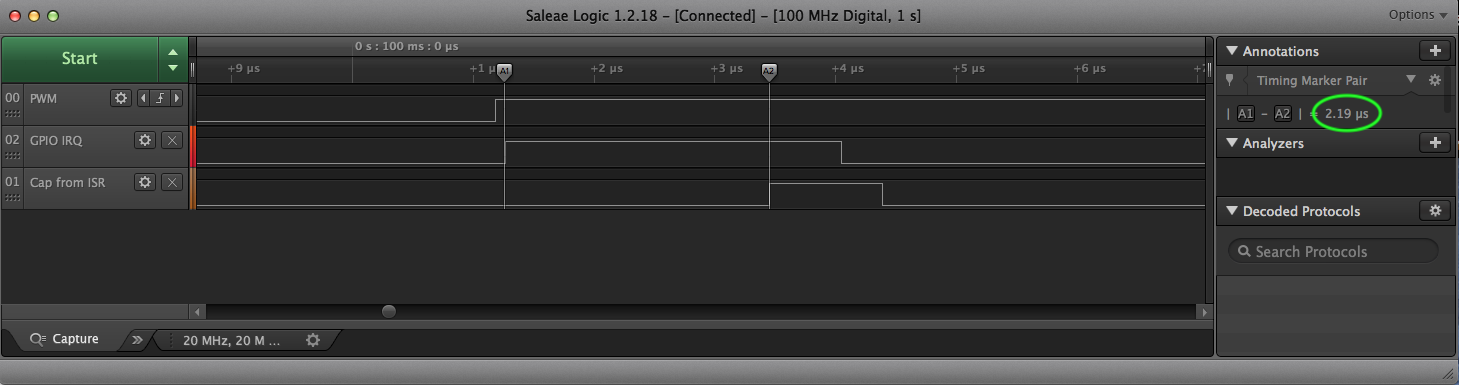 Saleae Logic 1.2.18 – [Connected] – [100 MHz Digital, 1 s]
Options
Start
0 s : 100 ms : 0 µs
+9 µs
A1
+2 µs
+3 µs
A2
+4 µs
+5 µs
+6 µs
00 PWM
02 GPIO IRQ
01 Cap from ISR
Annotations
Timing Marker Pair
| A1 – A2 | = 2.19 µs
Analyzers
Decoded Protocols
Search Protocols
Capture
20 MHz, 20 M ...